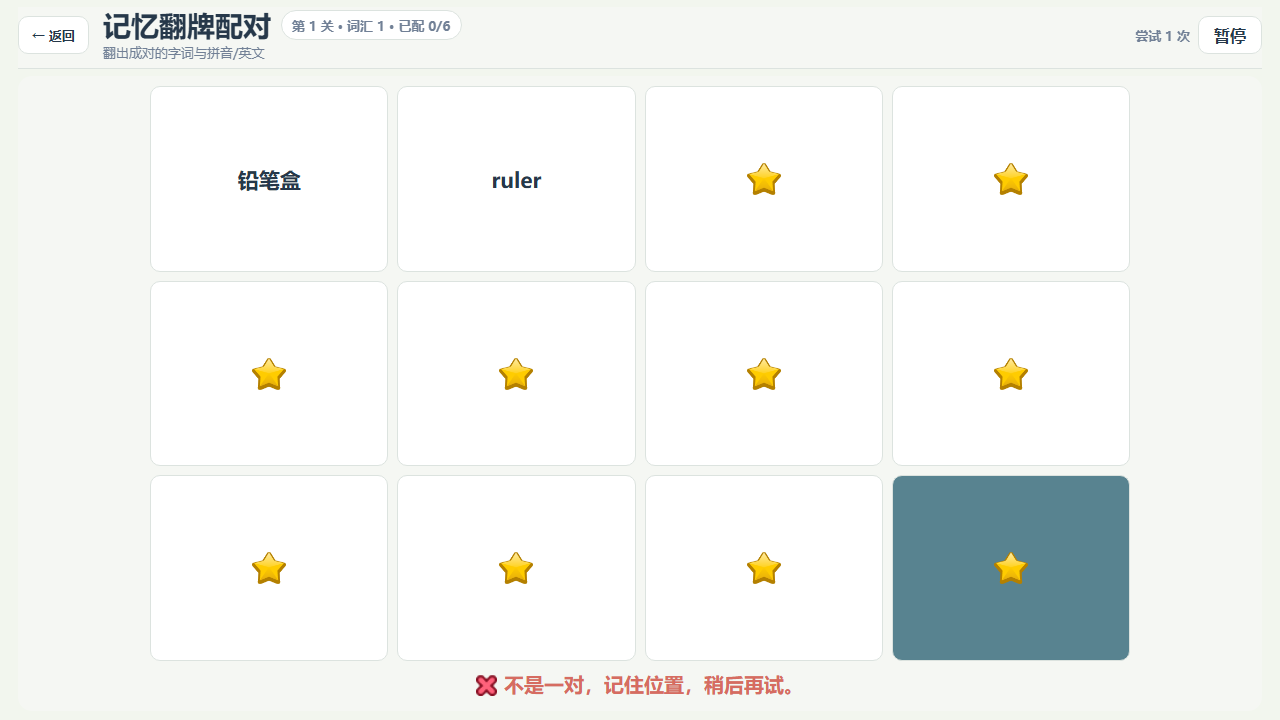 ← 返回
记忆翻牌配对
第 1 关 • 词汇 1 • 已配 0/6
翻出成对的字词与拼音/英文
尝试 1 次
暂停
铅笔盒
ruler
不是一对，记住位置，稍后再试。